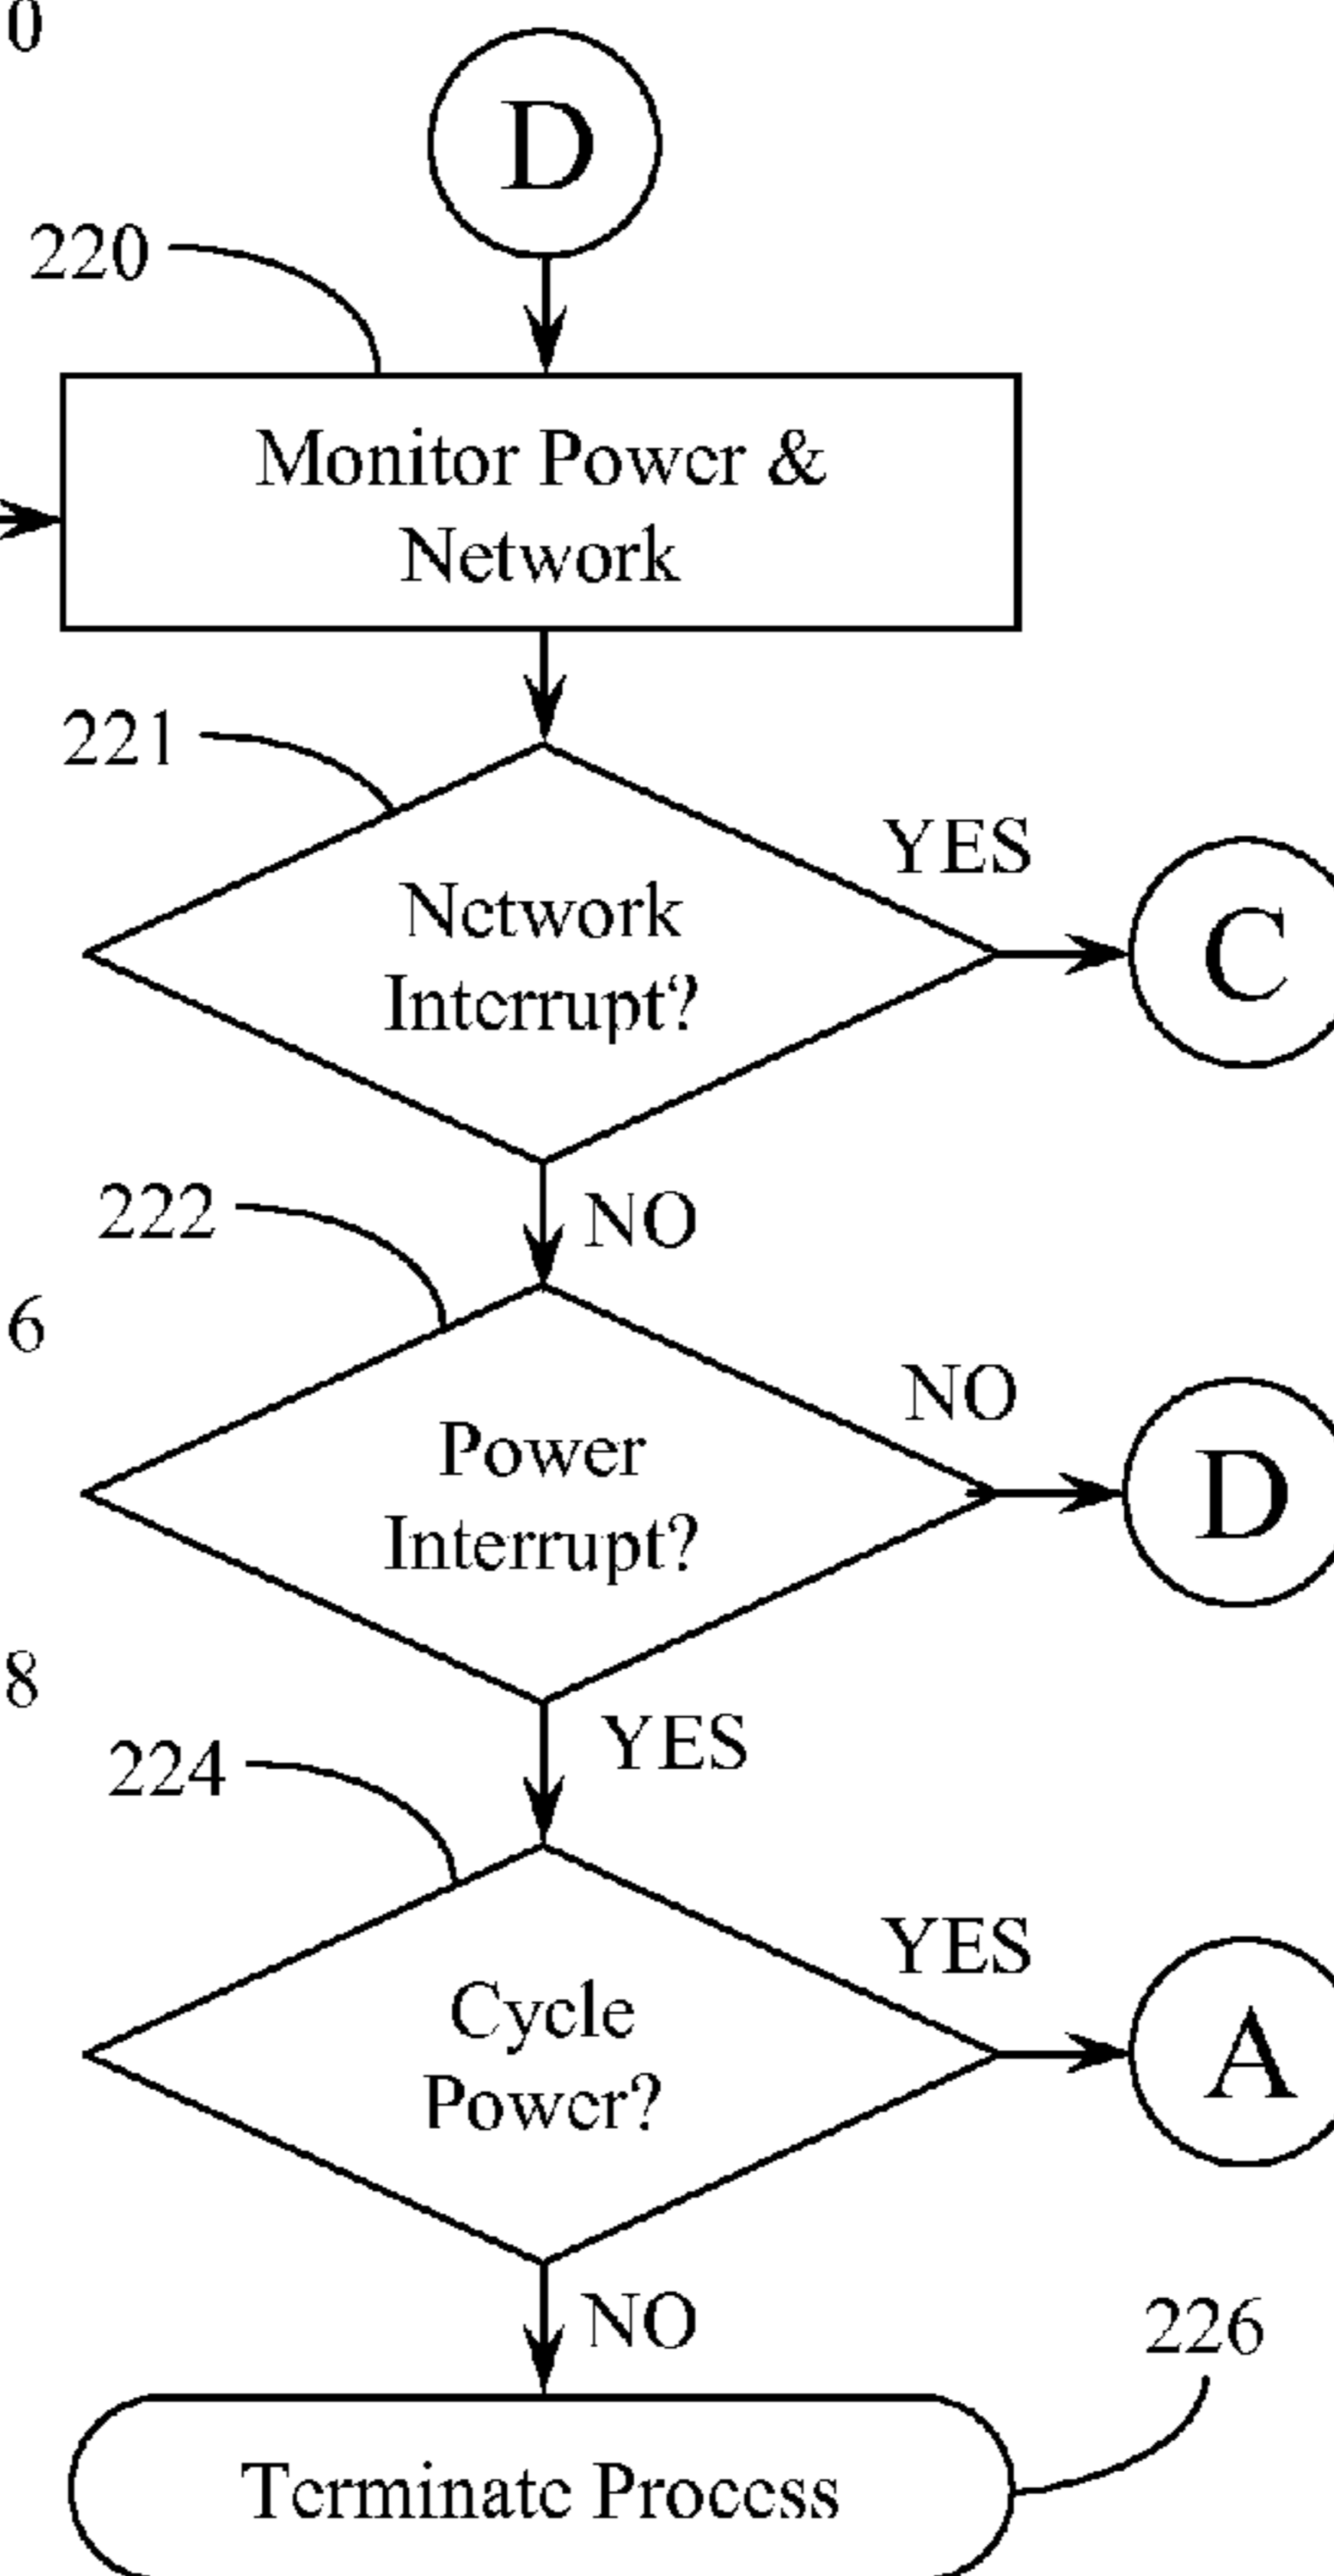 0
D
220
Monitor Power &
Network
221
YES
Network
Interrupt?
C
NO
222
6
NO
Power
Interrupt?
D
8
YES
224
YES
Cycle
Power?
A
NO
226
Terminate Process